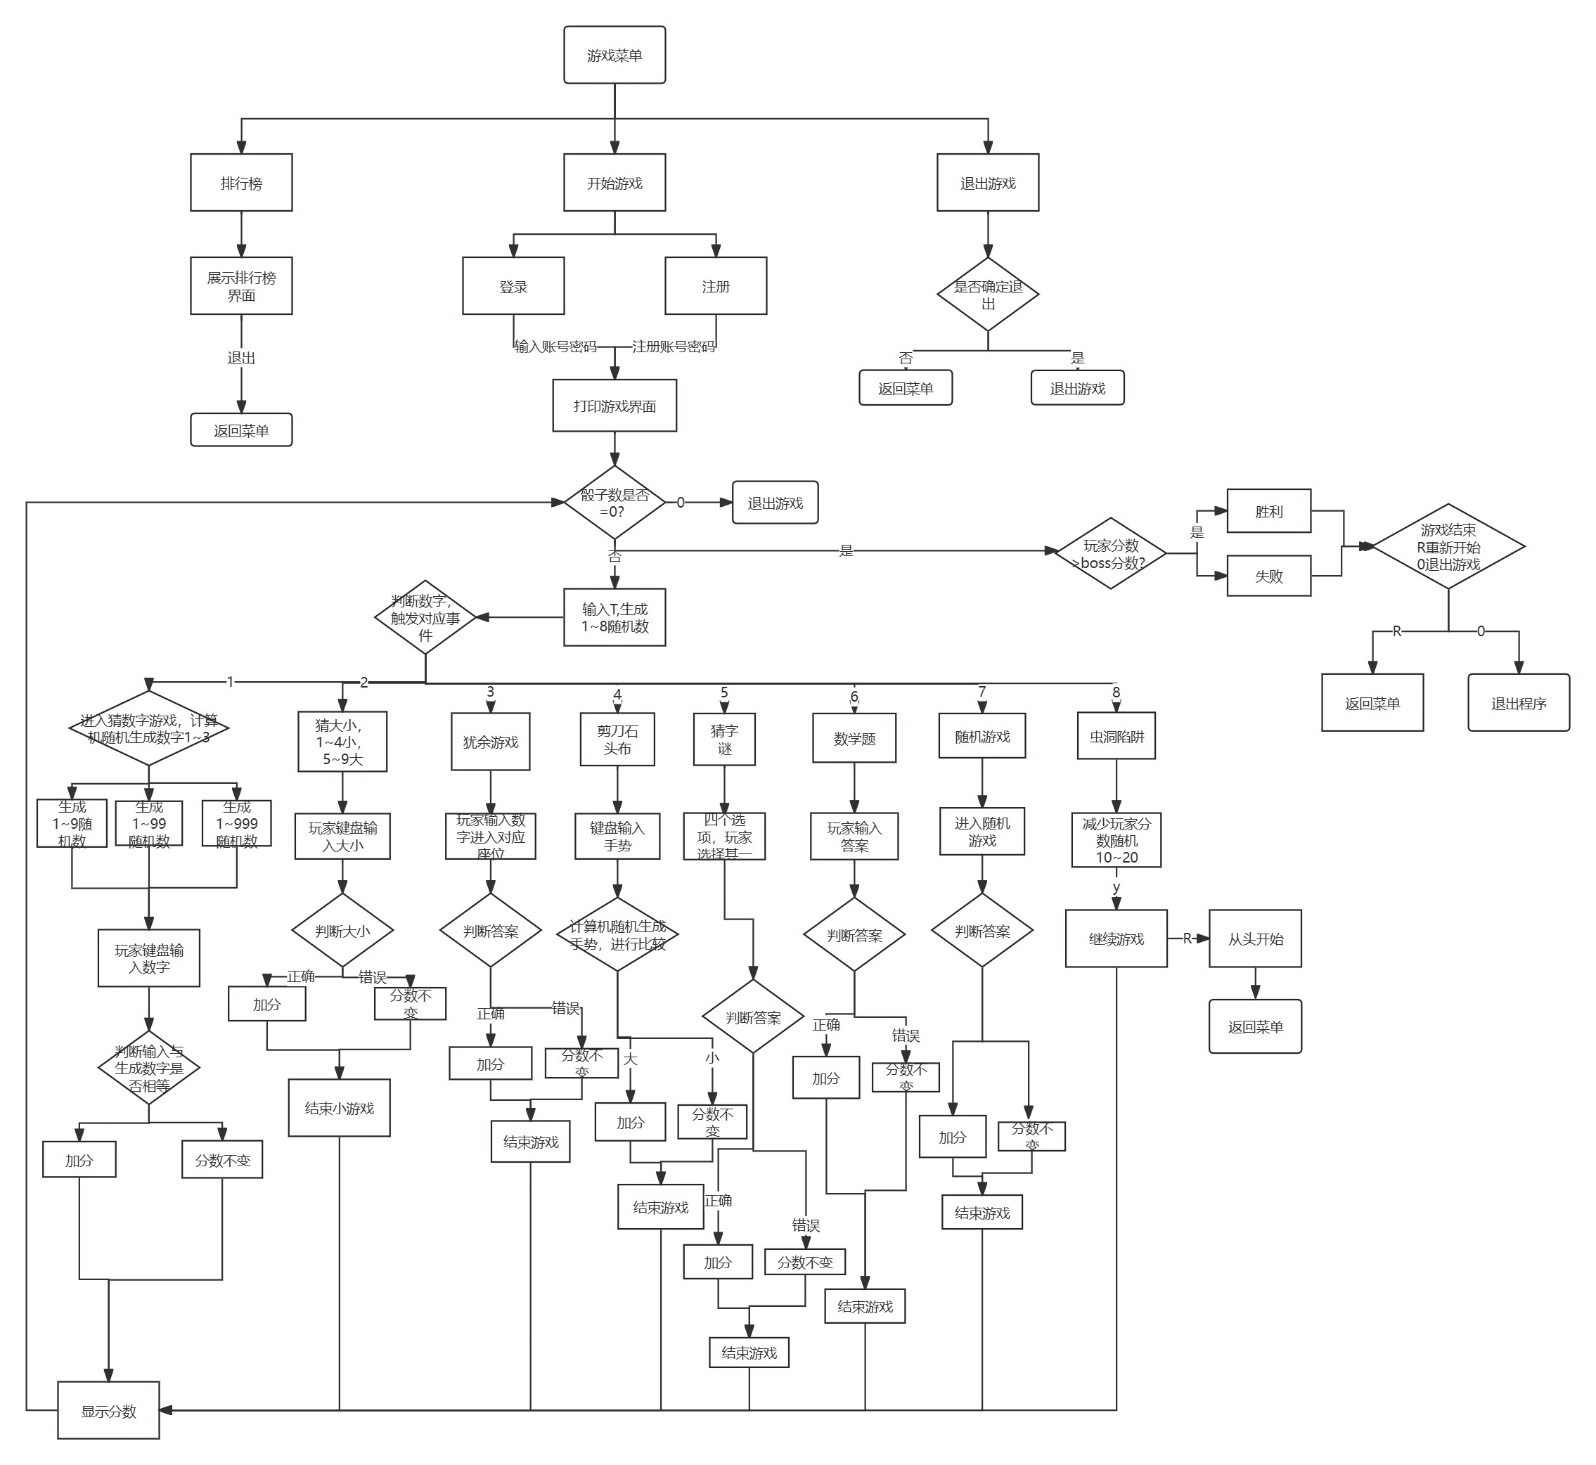 游戏菜单
排行榜
开始游戏
退出游戏
展示排行榜
界面
登录
注册
是否确定退
出
退出
输入账号密码
注册账号密码
否
是
返回菜单
退出游戏
打印游戏界面
返回菜单
骰子数是否
=0?
0
退出游戏
否
是
玩家分数
>boss分数?
是
胜利
失败
游戏结束
R重新开始
0退出游戏
R
0
返回菜单
退出程序
输入T,生成
1~8随机数
判断数字，
触发对应事
件
1
2
3
4
5
6
7
8
进入猜数字游戏，计算
机随机生成数字1~3
猜大小，
1~4小，
5~9大
犹余游戏
剪刀石
头布
猜字
谜
数学题
随机游戏
虫洞陷阱
生成
1~9随
机数
生成
1~99
随机数
生成
1~999
随机数
玩家键盘输
入大小
玩家输入数
字进入对应
座位
键盘输入
手势
四个选
项，玩家
选择其一
玩家输入
答案
进入随机
游戏
减少玩家分
数随机
10~20
y
玩家键盘输
入数字
判断大小
判断答案
计算机随机生成
手势，进行比较
判断答案
判断答案
继续游戏
R
从头开始
返回菜单
正确
错误
加分
分数不
变
正确
错误
加分
分数不
变
大
小
加分
分数不
变
判断答案
正确
错误
加分
分数不
变
加分
分数不
变
判断输入与
生成数字是
否相等
结束小游戏
结束游戏
加分
分数不变
结束游戏
正确
错误
加分
分数不变
结束游戏
结束游戏
结束游戏
显示分数